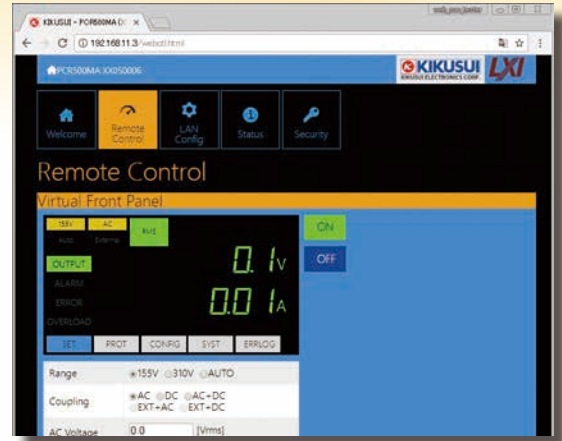 KIKUSUI - PCR500MA DC
192.168.11.3/webctl.html
PCR500MA
KIKUSUI
KIKUSUI ELECTRONICS CORP.
LXI
Welcome
Remote Control
LAN Config
Status
Security
Remote Control
Virtual Front Panel
155V AC RMS
Auto External
ON
OUTPUT
0.1V
OFF
ALARM
ERROR
0.01A
OVERLOAD
SET PROT CONFIG SYST ERRLOG
Range 155V 310V AUTO
Coupling AC DC AC+DC
EXT+AC EXT+DC
AC Voltage 0.0 [Vrms]